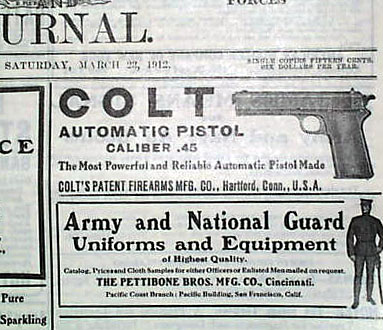 FORCES
URNAL.
SATURDAY, MARCH 23, 1912.
SINGLE COPIES FIFTEEN CENTS.
SIX DOLLARS PER YEAR.
COLT
AUTOMATIC PISTOL
CALIBER .45
The Most Powerful and Reliable Automatic Pistol Made
COLT'S PATENT FIREARMS MFG. CO., Hartford, Conn., U.S.A.
CE
Army and National Guard
Uniforms and Equipment
of Highest Quality.
Catalog, Prices and Cloth Samples for either Officers or Enlisted Men mailed on request.
THE PETTIBONE BROS. MFG. CO., Cincinnati.
Pacific Coast Branch: Pacific Building, San Francisco, Calif.
Pure
Sparkling